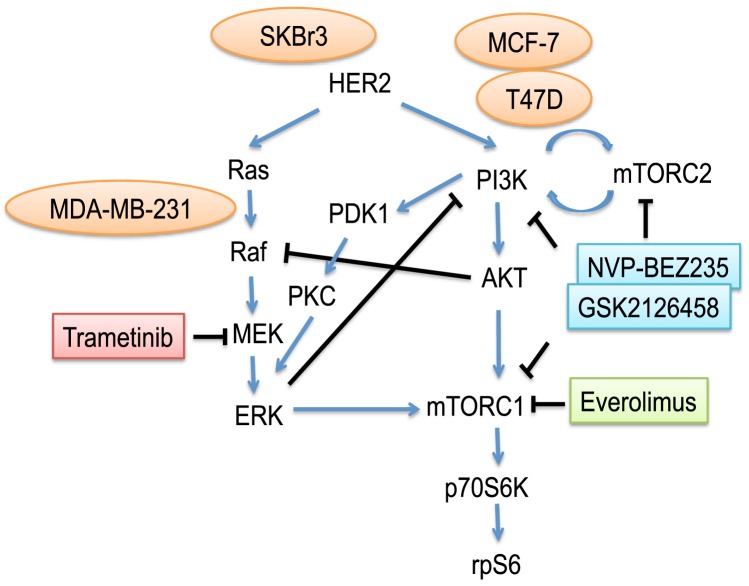 SKBr3
MCF-7
HER2
T47D
Ras
PI3K
mTORC2
MDA-MB-231
PDK1
Raf
NVP-BEZ235
PKC
AKT
GSK2126458
Trametinib
MEK
ERK
mTORC1
Everolimus
p70S6K
rpS6